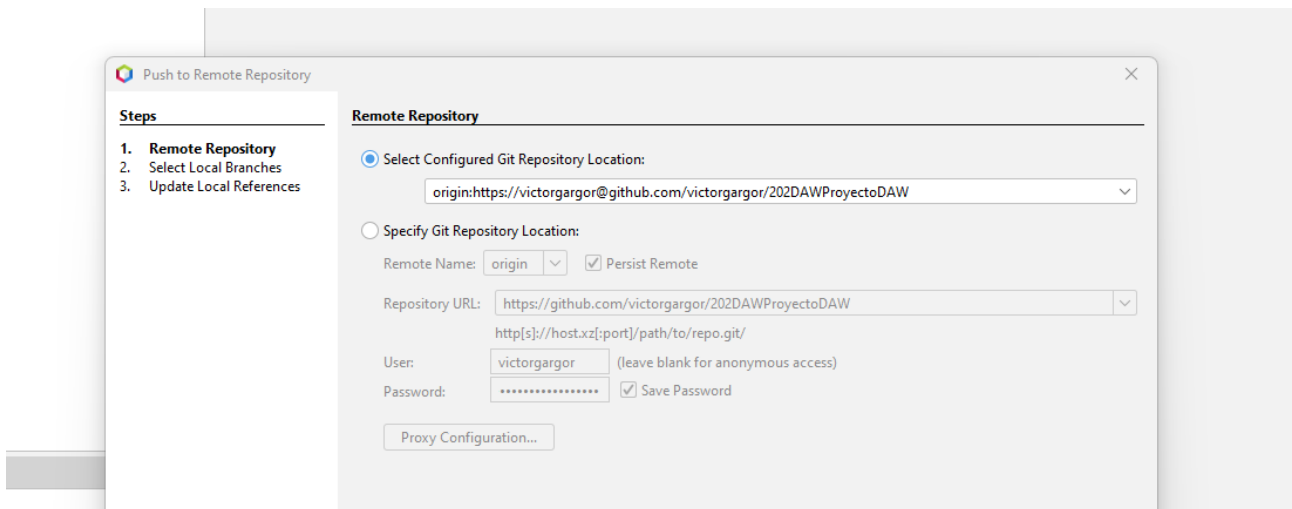 Push to Remote Repository
Steps
1. Remote Repository
2. Select Local Branches
3. Update Local References
Remote Repository
Select Configured Git Repository Location:
origin:https://victorgargor@github.com/victorgargor/202DAWProyectoDAW
Specify Git Repository Location:
Remote Name: origin Persist Remote
Repository URL: https://github.com/victorgargor/202DAWProyectoDAW
http[s]://host.xz[:port]/path/to/repo.git/
User: victorgargor (leave blank for anonymous access)
Password: ••••••••••••••••• Save Password
Proxy Configuration...